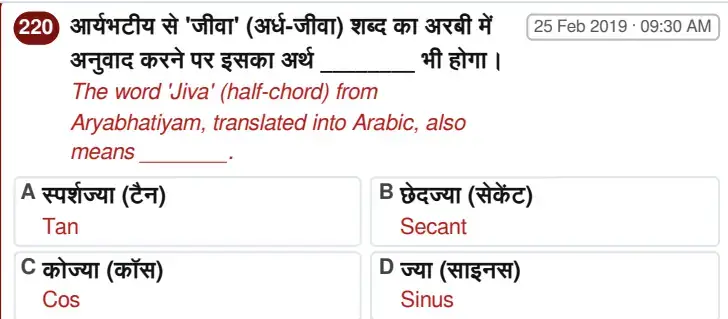 220 आर्यभटीय से 'जीवा' (अर्ध-जीवा) शब्द का अरबी में
25 Feb 2019 · 09:30 AM
अनुवाद करने पर इसका अर्थ ________ भी होगा।
The word 'Jiva' (half-chord) from
Aryabhatiyam, translated into Arabic, also
means ________.
A स्पर्शज्या (टैन)
Tan
B छेदज्या (सेकेंट)
Secant
C कोज्या (कॉस)
Cos
D ज्या (साइनस)
Sinus